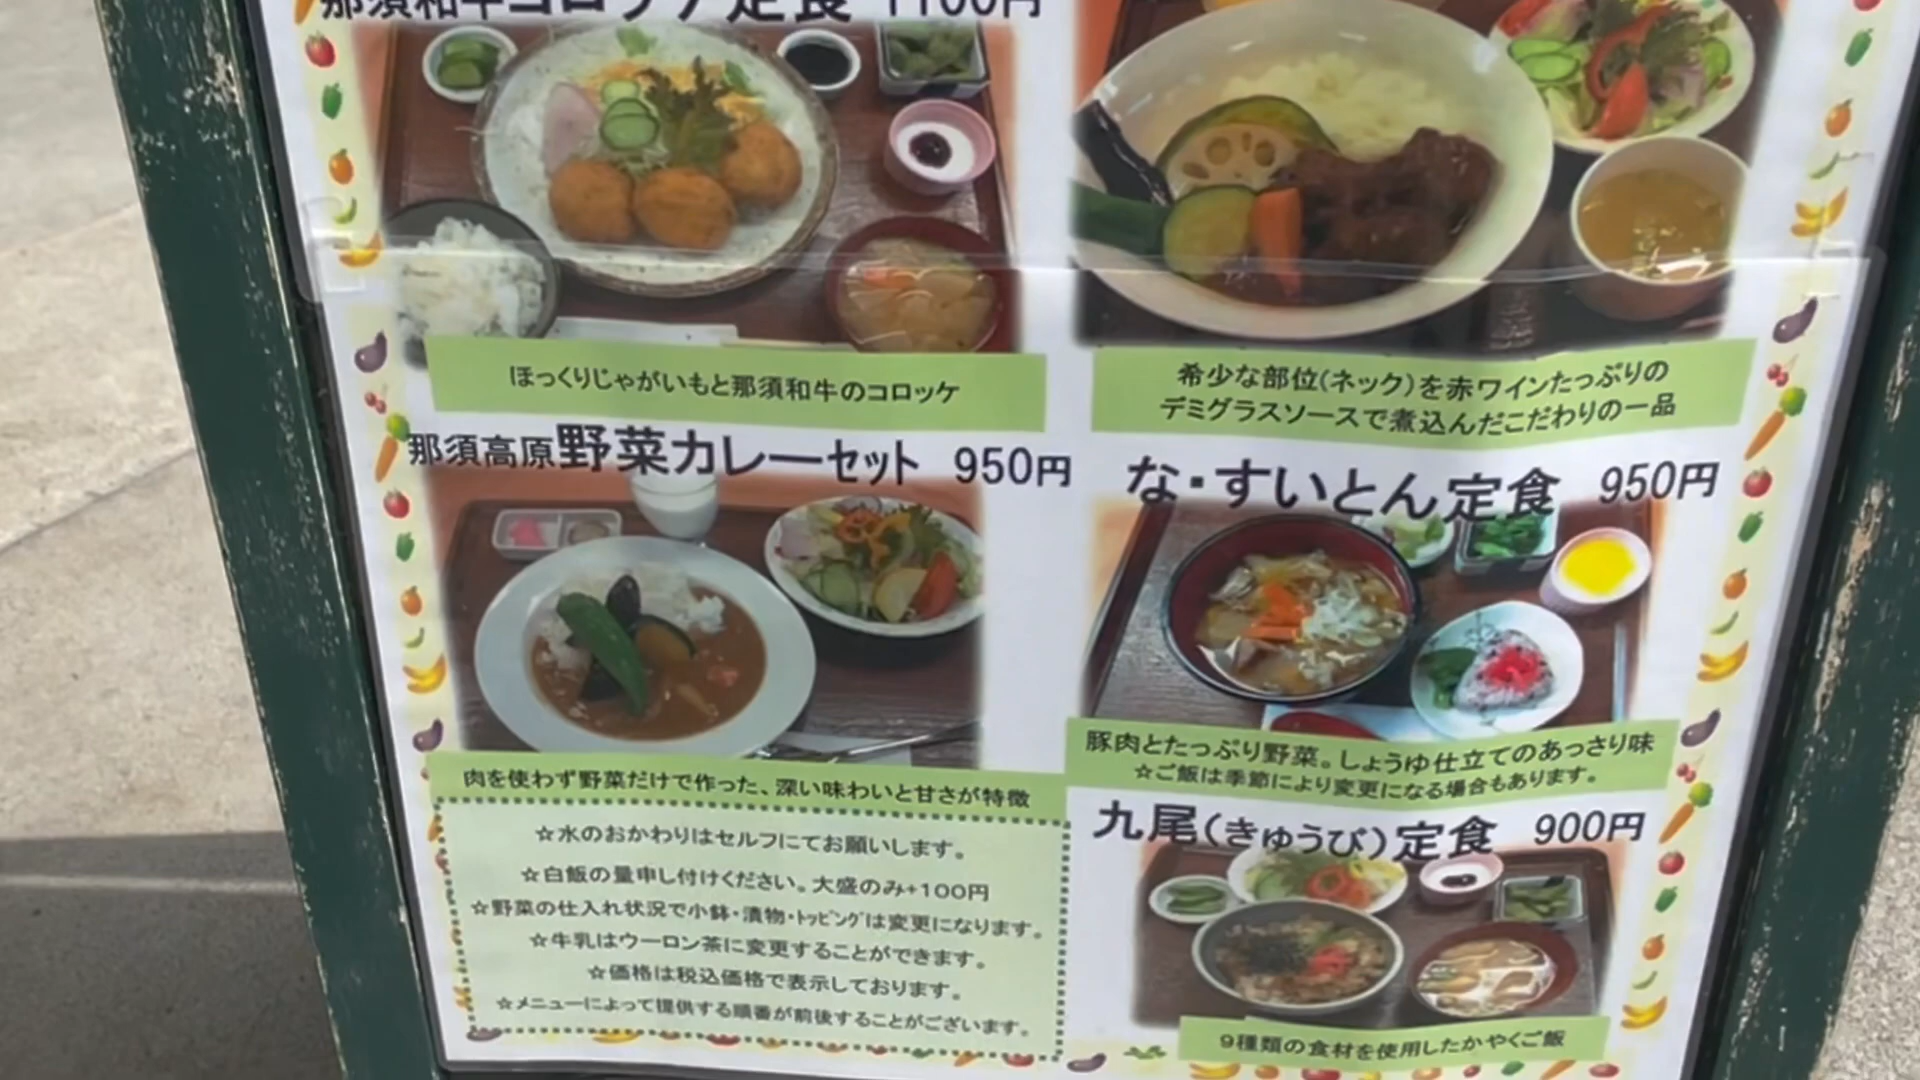 那須和牛コロッケ定食 1100円
ほっくりじゃがいもと那須和牛のコロッケ
希少な部位(ネック)を赤ワインたっぷりの
デミグラスソースで煮込んだこだわりの一品
那須高原野菜カレーセット 950円
肉を使わず野菜だけで作った、深い味わいと甘さが特徴
な・すいとん定食 950円
豚肉とたっぷり野菜。しょうゆ仕立てのあっさり味
☆ご飯は季節により変更になる場合もあります。
九尾(きゅうび)定食 900円
9種類の食材を使用したかやくご飯
☆水のおかわりはセルフにてお願いします。
☆白飯の量申し付けください。大盛のみ+100円
☆野菜の仕入れ状況で小鉢・漬物・ﾄｯﾋﾟﾝｸﾞは変更になります。
☆牛乳はウーロン茶に変更することができます。
☆価格は税込価格で表示しております。
☆メニューによって提供する順番が前後することがございます。